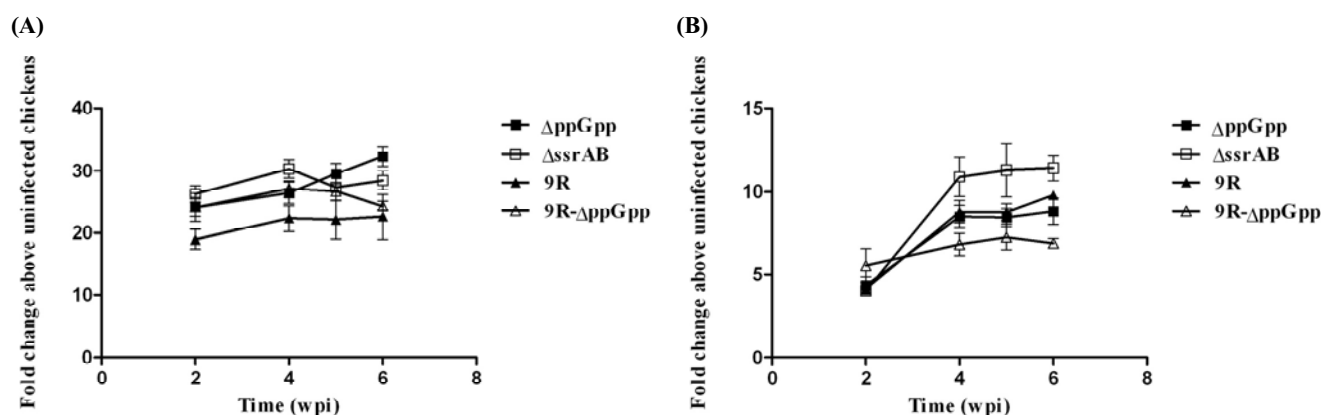 (A)
Fold change above uninfected chickens
40
30
20
10
0
0 2 4 6 8
Time (wpi)
ΔppGpp
ΔssrAB
9R
9R-ΔppGpp
(B)
Fold change above uninfected chickens
15
10
5
0
0 2 4 6 8
Time (wpi)
ΔppGpp
ΔssrAB
9R
9R-ΔppGpp